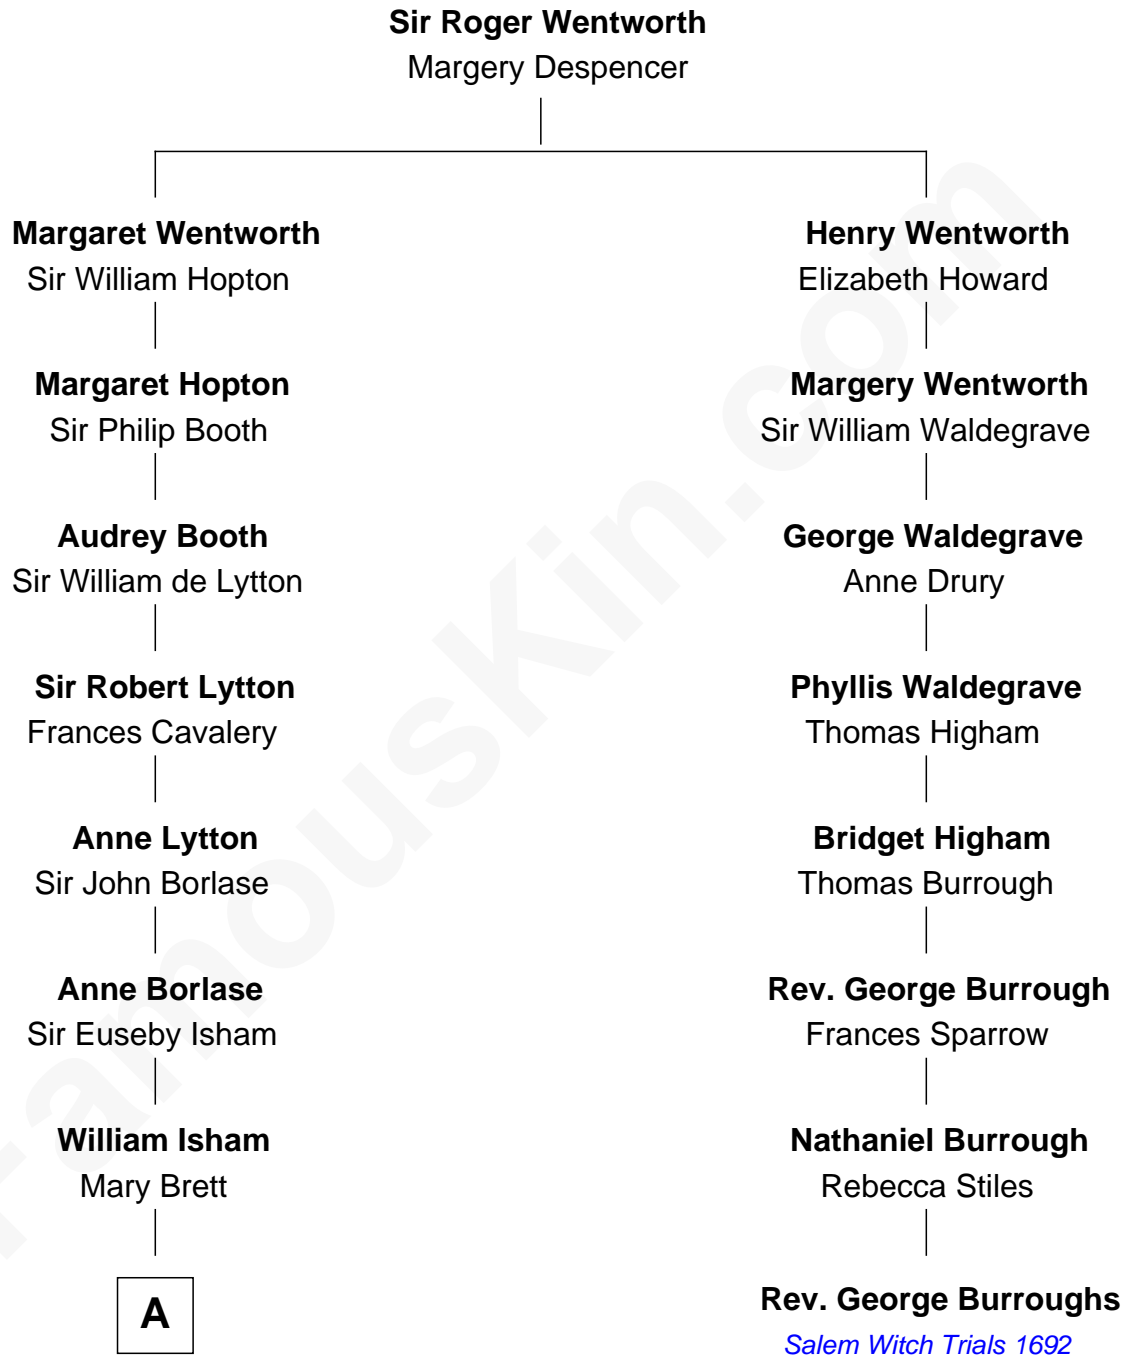 Sir Roger Wentworth
Margery Despencer
Margaret Wentworth
Sir William Hopton
Henry Wentworth
Elizabeth Howard
Margaret Hopton
Sir Philip Booth
Margery Wentworth
Sir William Waldegrave
Audrey Booth
Sir William de Lytton
George Waldegrave
Anne Drury
Sir Robert Lytton
Frances Cavalery
Phyllis Waldegrave
Thomas Higham
Anne Lytton
Sir John Borlase
Bridget Higham
Thomas Burrough
Anne Borlase
Sir Euseby Isham
Rev. George Burrough
Frances Sparrow
William Isham
Mary Brett
Nathaniel Burrough
Rebecca Stiles
A
Rev. George Burroughs
Salem Witch Trials 1692
FamousKin.com